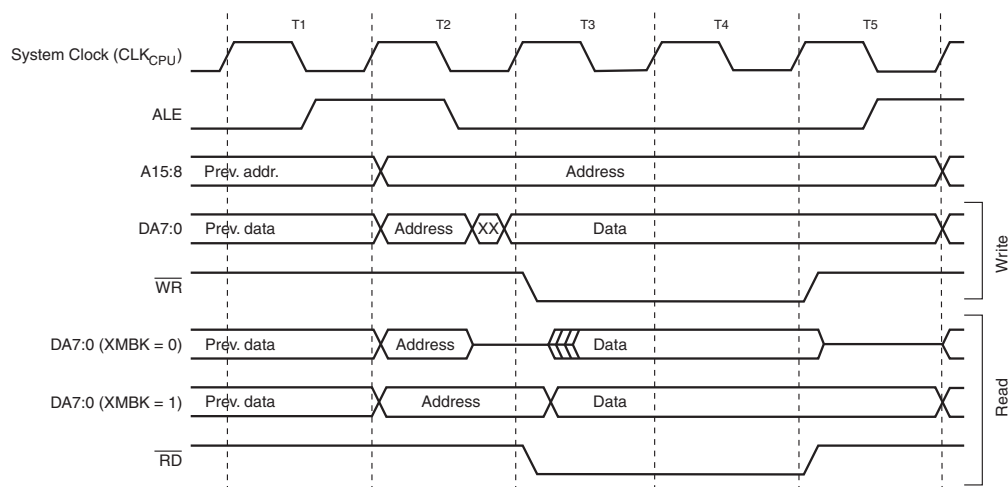 T1 T2 T3 T4 T5
System Clock (CLKCPU)
ALE
A15:8 Prev. addr. Address
DA7:0 Prev. data Address XX Data
WR
Write
DA7:0 (XMBK = 0) Prev. data Address Data
DA7:0 (XMBK = 1) Prev. data Address Data
RD
Read